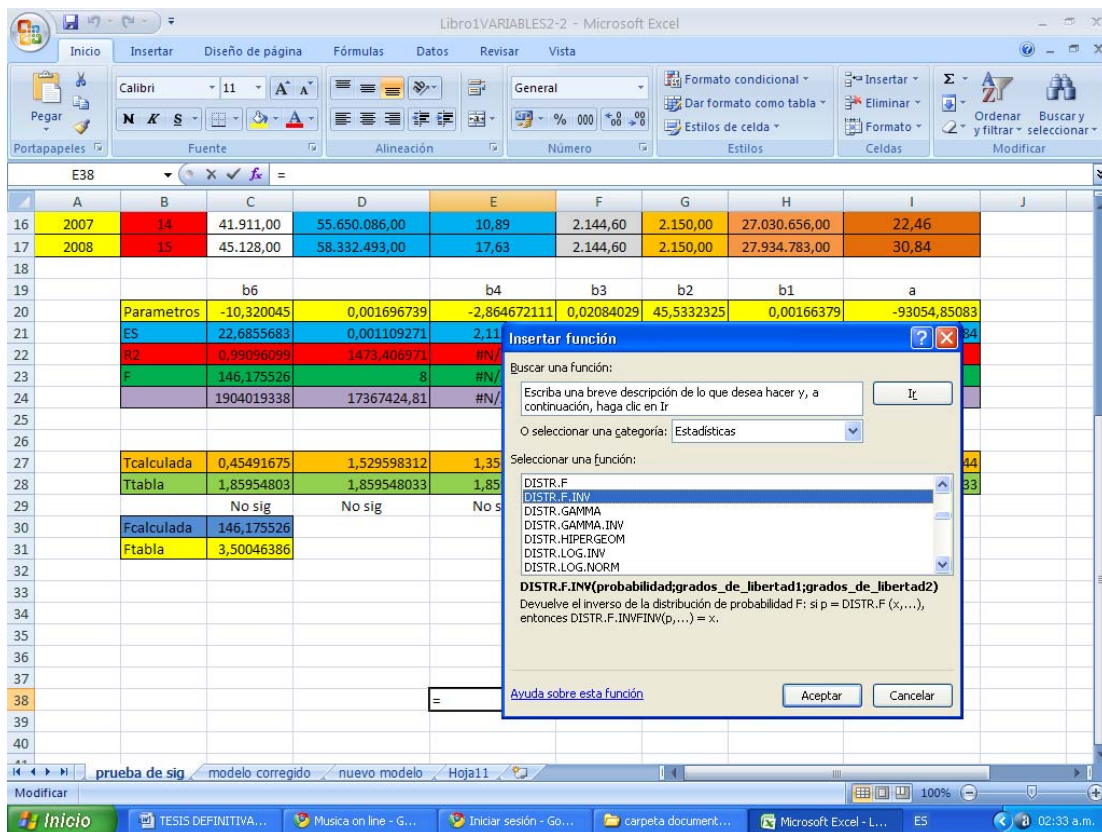 Libro1VARIABLES2-2 - Microsoft Excel
Inicio Insertar Diseño de página Fórmulas Datos Revisar Vista
Pegar
Calibri 11 A A
N K S A
General
% 000
Formato condicional
Dar formato como tabla
Estilos de celda
Insertar
Eliminar
Formato
Σ
Ordenar y filtrar
Buscar y seleccionar
Portapapeles Fuente Alineación Número Estilos Celdas Modificar
E38 fx =
A B C D E F G H I J
16 2007 14 41.911,00 55.650.086,00 10,89 2.144,60 2.150,00 27.030.656,00 22,46
17 2008 15 45.128,00 58.332.493,00 17,63 2.144,60 2.150,00 27.934.783,00 30,84
18
19 b6 b4 b3 b2 b1 a
20 Parametros -10,320045 0,001696739 -2,864672111 0,02084029 45,5332325 0,00166379 -93054,85083
21 ES 22,6855683 0,001109271 2,11 84
22 R2 0,99096099 1473,406971 #N/
23 F 146,175526 8 #N/
24 1904019338 17367424,81 #N/
25
26
27 Tcalculada 0,45491675 1,529598312 1,35 44
28 Ttabla 1,85954803 1,859548033 1,85 33
29 No sig No sig No s
30 Fcalculada 146,175526
31 Ftabla 3,50046386
32
33
34
35
36
37
38 =
39
40
Insertar función
Buscar una función:
Escriba una breve descripción de lo que desea hacer y, a
continuación, haga clic en Ir
Ir
O seleccionar una categoría: Estadísticas
Seleccionar una función:
DISTR.F
DISTR.F.INV
DISTR.GAMMA
DISTR.GAMMA.INV
DISTR.HIPERGEOM
DISTR.LOG.INV
DISTR.LOG.NORM
DISTR.F.INV(probabilidad;grados_de_libertad1;grados_de_libertad2)
Devuelve el inverso de la distribución de probabilidad F: si p = DISTR.F (x,...),
entonces DISTR.F.INVFINV(p,...) = x.
Ayuda sobre esta función
Aceptar Cancelar
prueba de sig modelo corregido nuevo modelo Hoja11
Modificar 100%
Inicio TESIS DEFINITIVA... Musica on line - G... Iniciar sesión - Go... carpeta document... Microsoft Excel - L... ES 02:33 a.m.